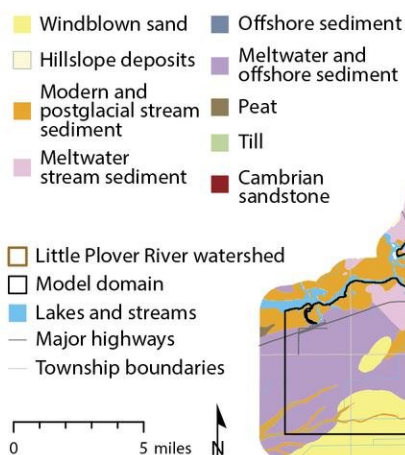 Windblown sand
Hillslope deposits
Modern and
postglacial stream
sediment
Meltwater
stream sediment
Offshore sediment
Meltwater and
offshore sediment
Peat
Till
Cambrian
sandstone
Little Plover River watershed
Model domain
Lakes and streams
Major highways
Township boundaries
0 5 miles N